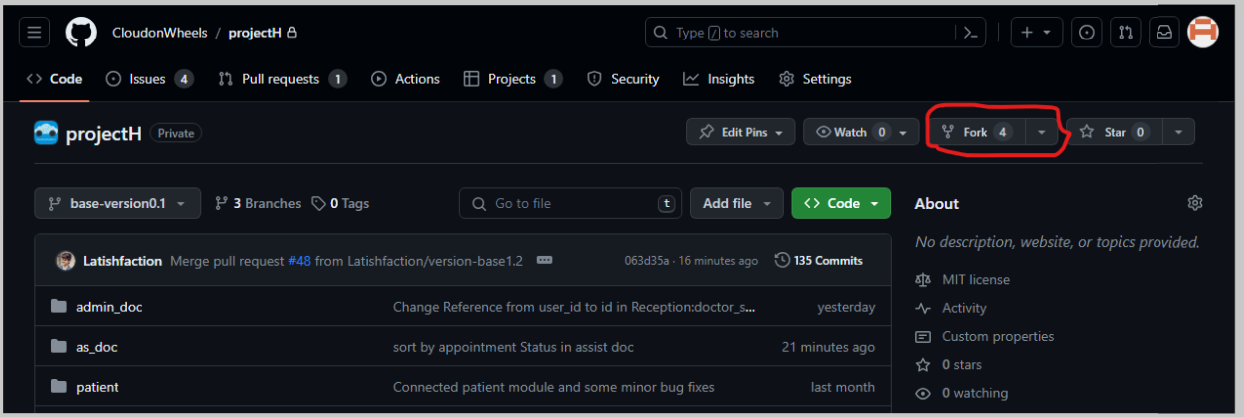 CloudonWheels / projectH Type / to search
Code Issues 4 Pull requests 1 Actions Projects 1 Security Insights Settings
projectH Private Edit Pins Watch 0 Fork 4 Star 0
base-version0.1 3 Branches 0 Tags Go to file t Add file Code About
No description, website, or topics provided.
Latishfaction Merge pull request #48 from Latishfaction/version-base1.2 063d35a · 16 minutes ago 135 Commits
MIT license
admin_doc Change Reference from user_id to id in Reception:doctor_s... yesterday
Activity
Custom properties
as_doc sort by appointment Status in assist doc 21 minutes ago
0 stars
patient Connected patient module and some minor bug fixes last month
0 watching